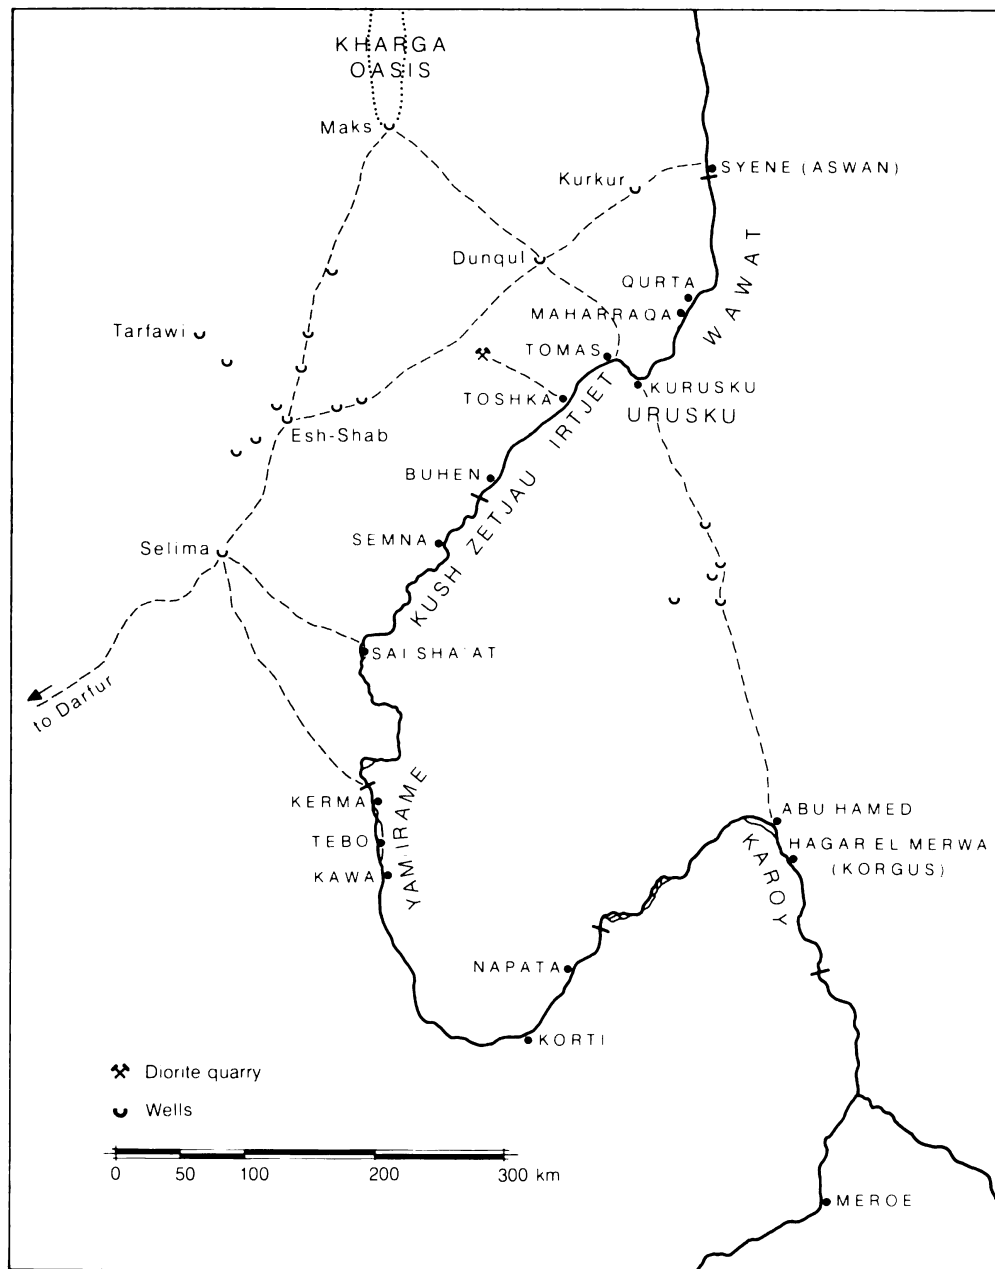 KHARGA
OASIS
Maks
SYENE (ASWAN)
Kurkur
Dunqul
WAWAT
QURTA
MAHARRAQA
Tarfawi
TOMAS
KURUSKU
TOSHKA
IRTJET
URUSKU
Esh-Shab
BUHEN
ZETJAU
SEMNA
Selima
KUSH
SAI SHA'AT
to Darfur
KERMA
YAM:IRAME
ABU HAMED
TEBO
HAGAR EL MERWA
(KORGUS)
KAWA
KAROY
NAPATA
KORTI
Diorite quarry
Wells
0 50 100 200 300 km
MEROE